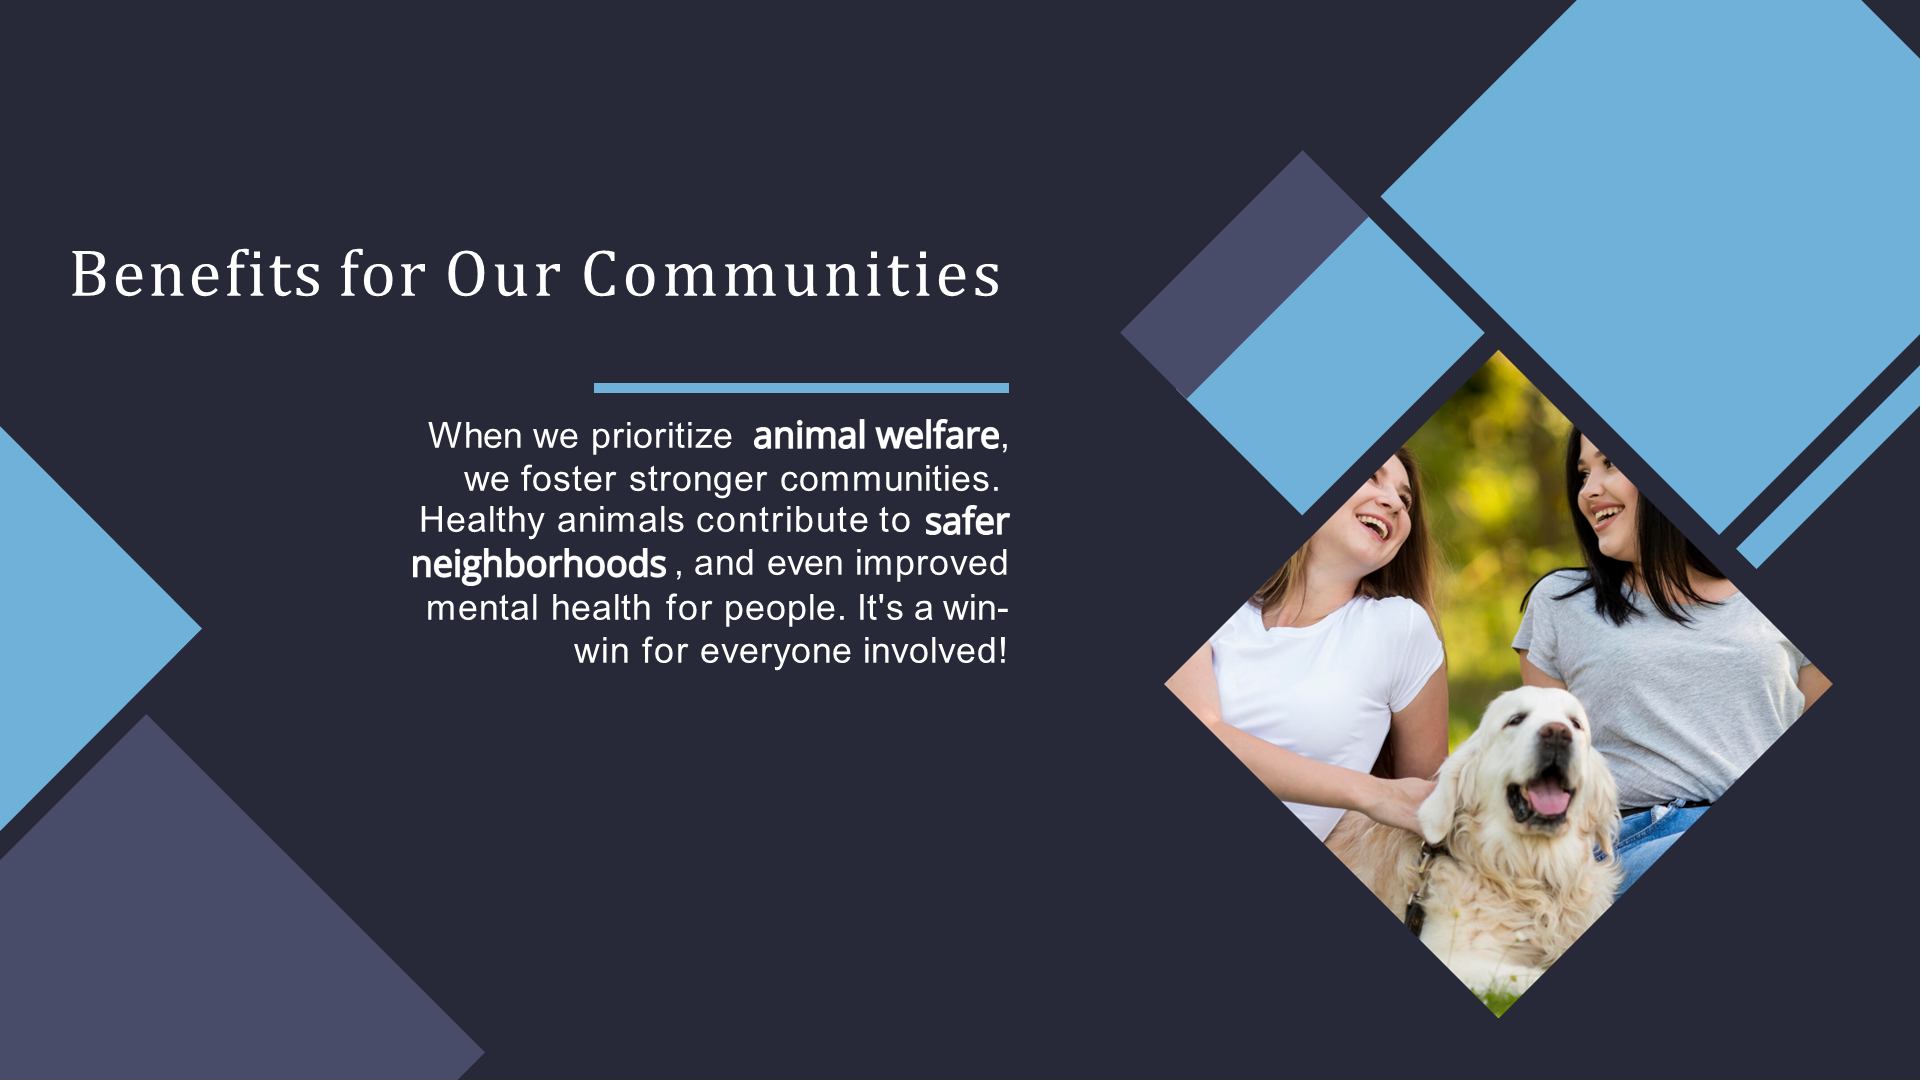 Benefits for Our Communities
When we prioritize animal welfare,
we foster stronger communities.
Healthy animals contribute to safer
neighborhoods , and even improved
mental health for people. It's a win-
win for everyone involved!